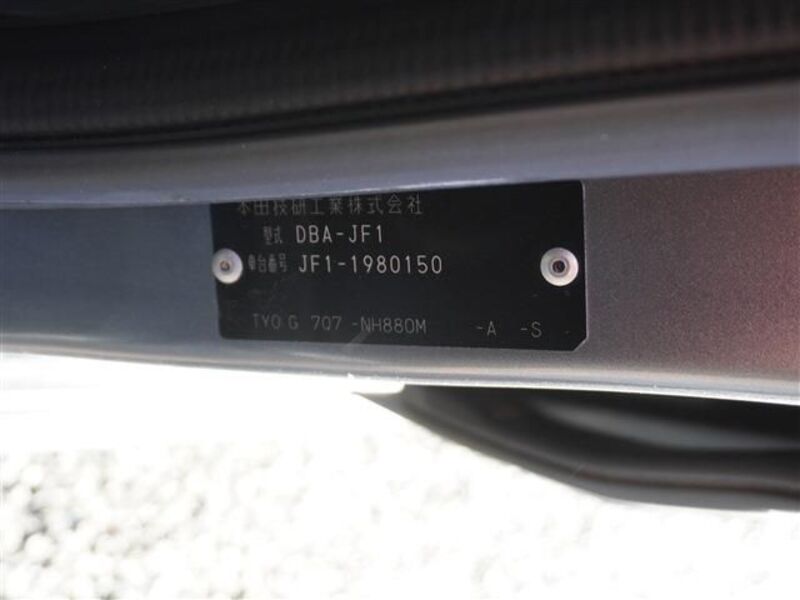 本田技研工業株式会社
型式 DBA-JF1
車台番号 JF1-1980150
TYO G 707 -NH880M -A -S -